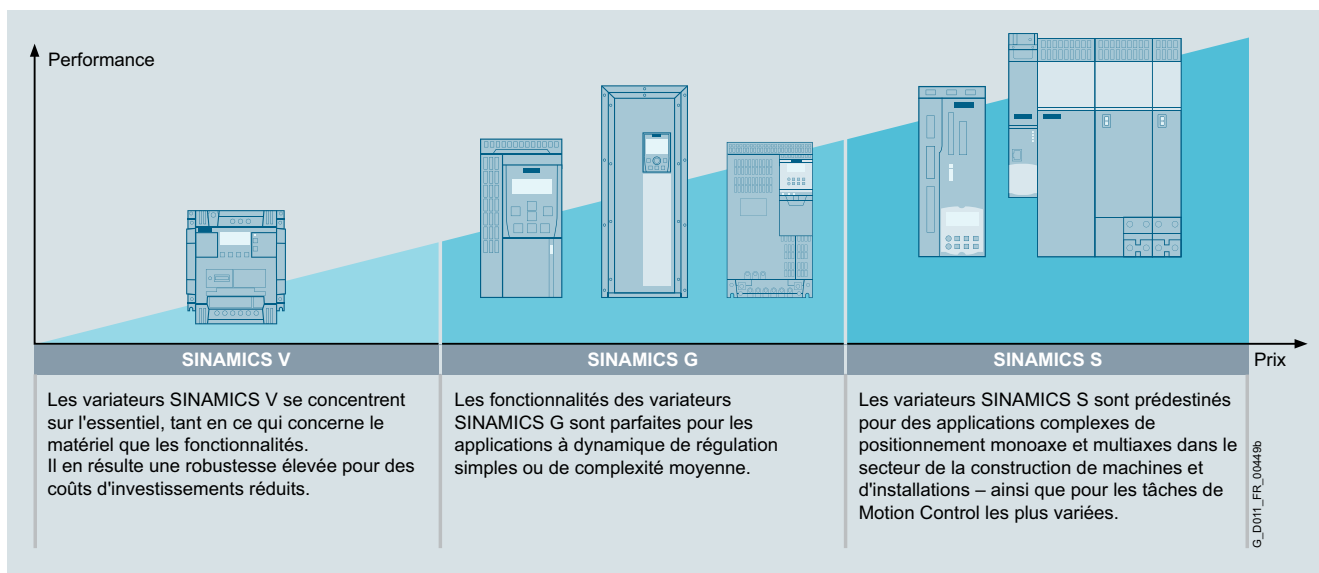 Performance
SINAMICS V
SINAMICS G
SINAMICS S
Prix
Les variateurs SINAMICS V se concentrent
sur l'essentiel, tant en ce qui concerne le
matériel que les fonctionnalités.
Il en résulte une robustesse élevée pour des
coûts d'investissements réduits.
Les fonctionnalités des variateurs
SINAMICS G sont parfaites pour les
applications à dynamique de régulation
simples ou de complexité moyenne.
Les variateurs SINAMICS S sont prédestinés
pour des applications complexes de
positionnement monoaxe et multiaxes dans le
secteur de la construction de machines et
d'installations – ainsi que pour les tâches de
Motion Control les plus variées.
G_D011_FR_00449b